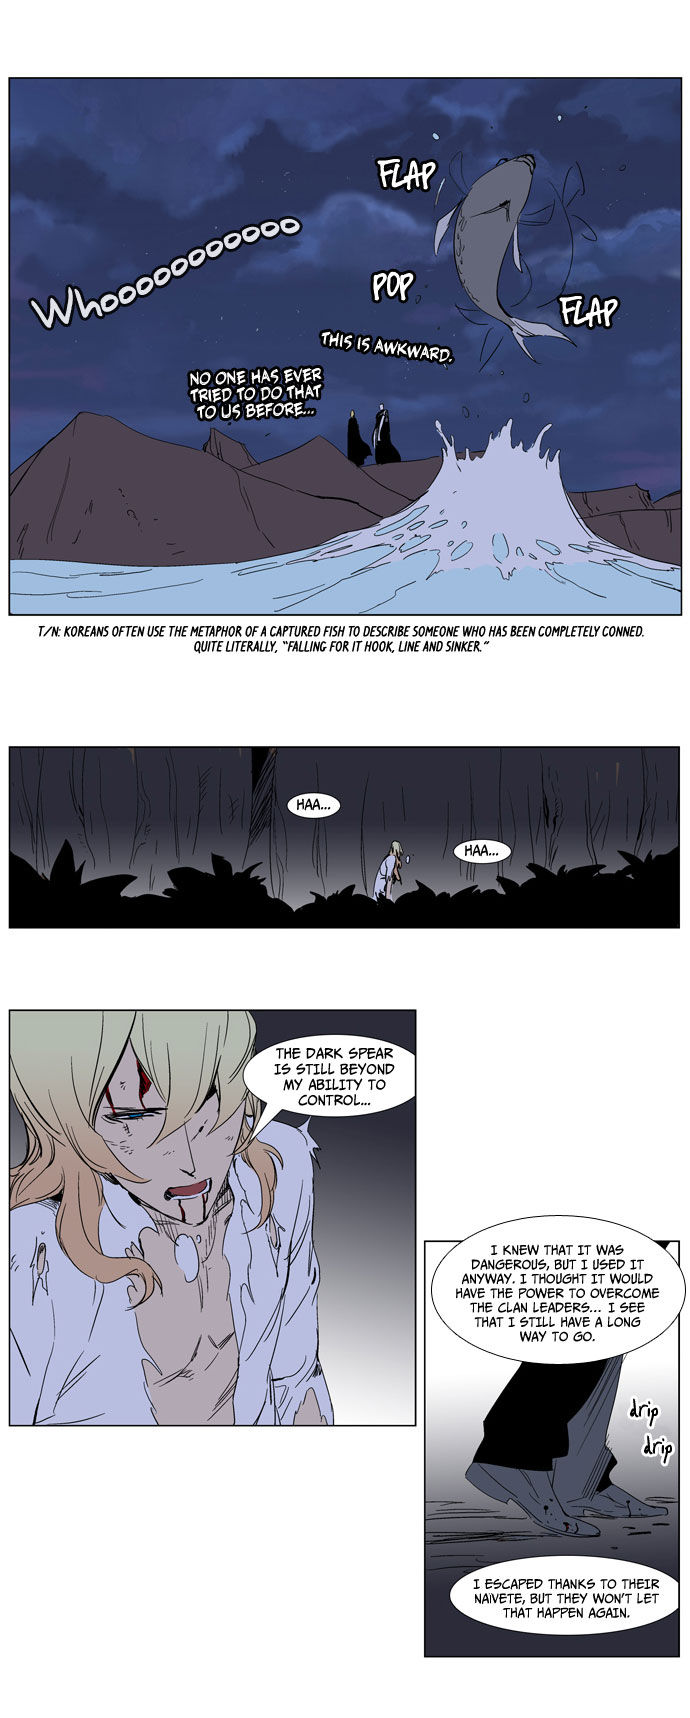 FLAP
Whooooooooooo
POP
FLAP
THIS IS AWKWARD.
NO ONE HAS EVER
TRIED TO DO THAT
TO US BEFORE...
T/N: KOREANS OFTEN USE THE METAPHOR OF A CAPTURED FISH TO DESCRIBE SOMEONE WHO HAS BEEN COMPLETELY CONNED.
QUITE LITERALLY, "FALLING FOR IT HOOK, LINE AND SINKER."
HAA...
HAA...
THE DARK SPEAR
IS STILL BEYOND
MY ABILITY TO
CONTROL...
I KNEW THAT IT WAS
DANGEROUS, BUT I USED IT
ANYWAY. I THOUGHT IT WOULD
HAVE THE POWER TO OVERCOME
THE CLAN LEADERS... I SEE
THAT I STILL HAVE A LONG
WAY TO GO.
drip
drip
I ESCAPED THANKS TO THEIR
NAÏVETE, BUT THEY WON'T LET
THAT HAPPEN AGAIN.